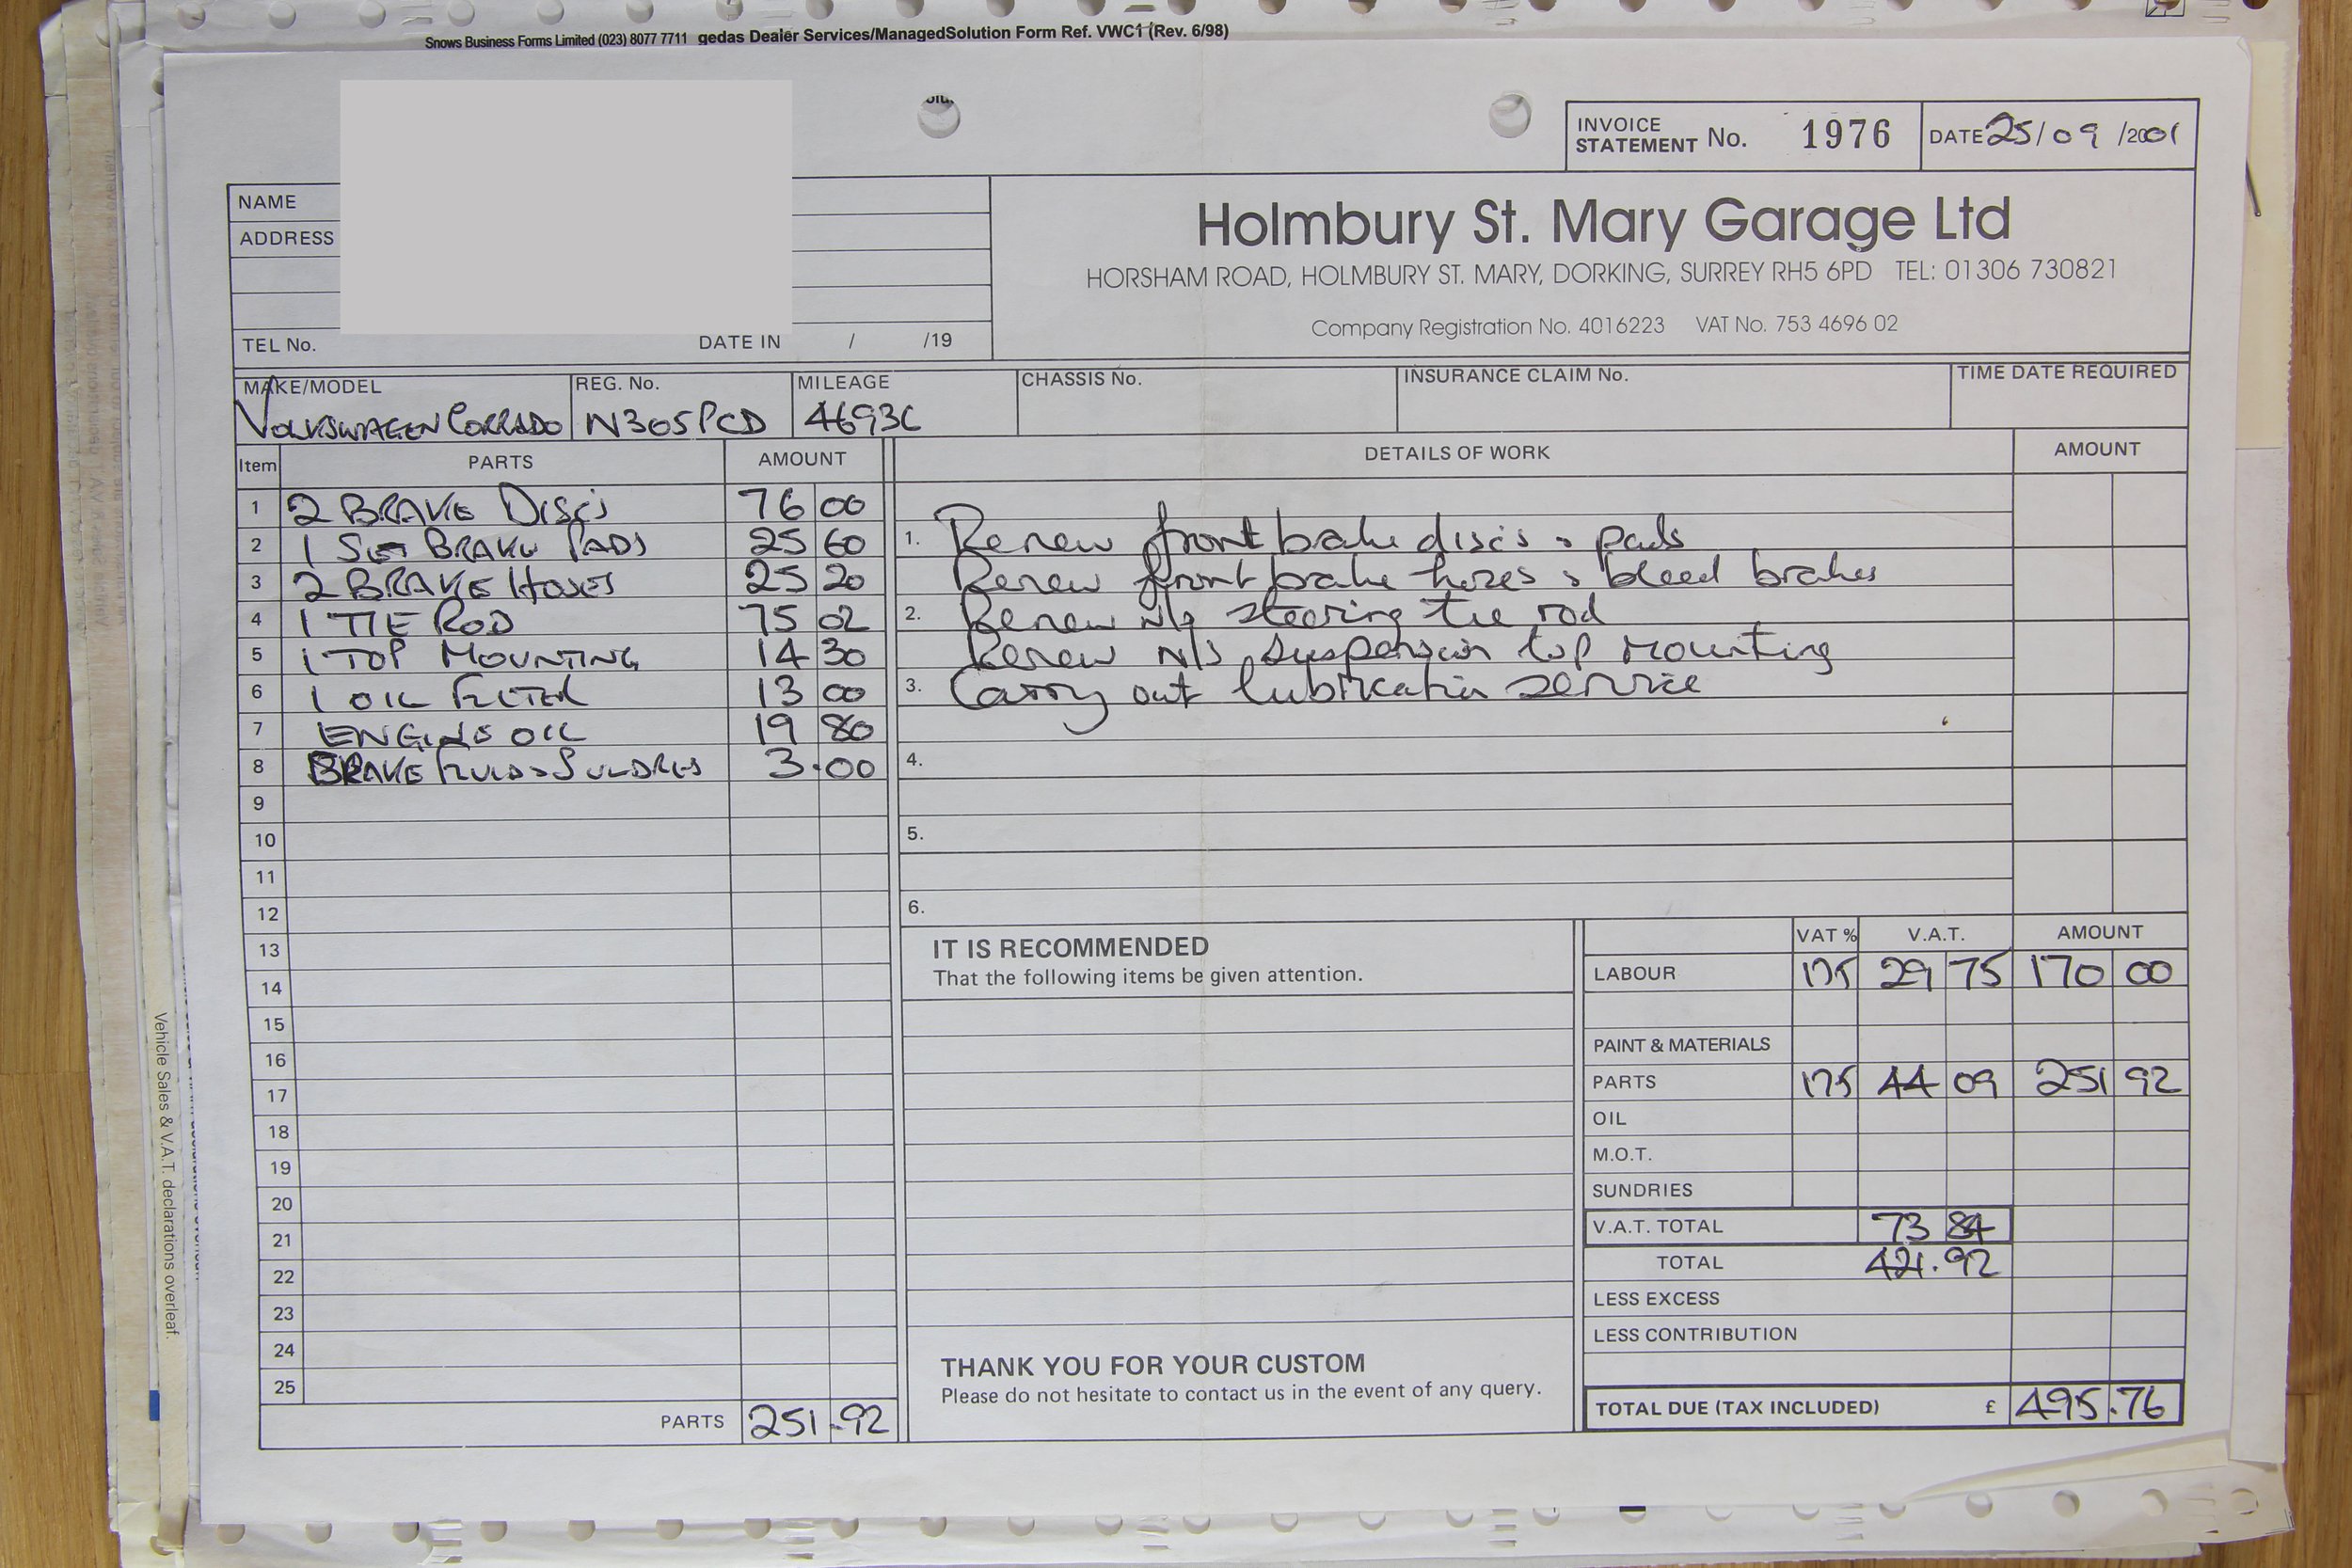 Snows Business Forms Limited (023) 8077 7711 gedas Dealer Services/ManagedSolution Form Ref. VWC1 (Rev. 6/98)
INVOICE STATEMENT No. 1976 DATE 25/09/2001
NAME
ADDRESS
TEL No. DATE IN / /19
Holmbury St. Mary Garage Ltd
HORSHAM ROAD, HOLMBURY ST. MARY, DORKING, SURREY RH5 6PD TEL: 01306 730821
Company Registration No. 4016223 VAT No. 753 4696 02
MAKE/MODEL REG. No. MILEAGE CHASSIS No. INSURANCE CLAIM No. TIME DATE REQUIRED
VOLKSWAGEN CORRADO N365PCD
Item PARTS AMOUNT
1 2 BRAKE DISCS 76 00
2 1 SET BRAKE PADS 25 60
3 2 BRAKE HOSES 25 20
4 1 TIE ROD 75 02
5 1 TOP MOUNTING 14 30
6 1 OIL FILTER 13 00
7 ENGINE OIL 19 80
8 BRAKE FLUID & SUNDRIES 3.00
9
10
11
12
13
14
15
16
17
18
19
20
21
22
23
24
25
PARTS 251.92
DETAILS OF WORK AMOUNT
1. Renew front brake discs & pads
Renew front brake hoses & bleed brakes
2. Renew N/S steering tie rod
Renew N/S suspension top mounting
3. Carry out lubrication service
4.
5.
6.
IT IS RECOMMENDED
That the following items be given attention.
THANK YOU FOR YOUR CUSTOM
Please do not hesitate to contact us in the event of any query.
VAT % V.A.T. AMOUNT
LABOUR 175 29 75 170 00
PAINT & MATERIALS
PARTS 175 44 09 251 92
OIL
M.O.T.
SUNDRIES
V.A.T. TOTAL 73 84
TOTAL 421.92
LESS EXCESS
LESS CONTRIBUTION
TOTAL DUE (TAX INCLUDED) £ 495.76
Vehicle Sales & V.A.T. declarations overleaf.